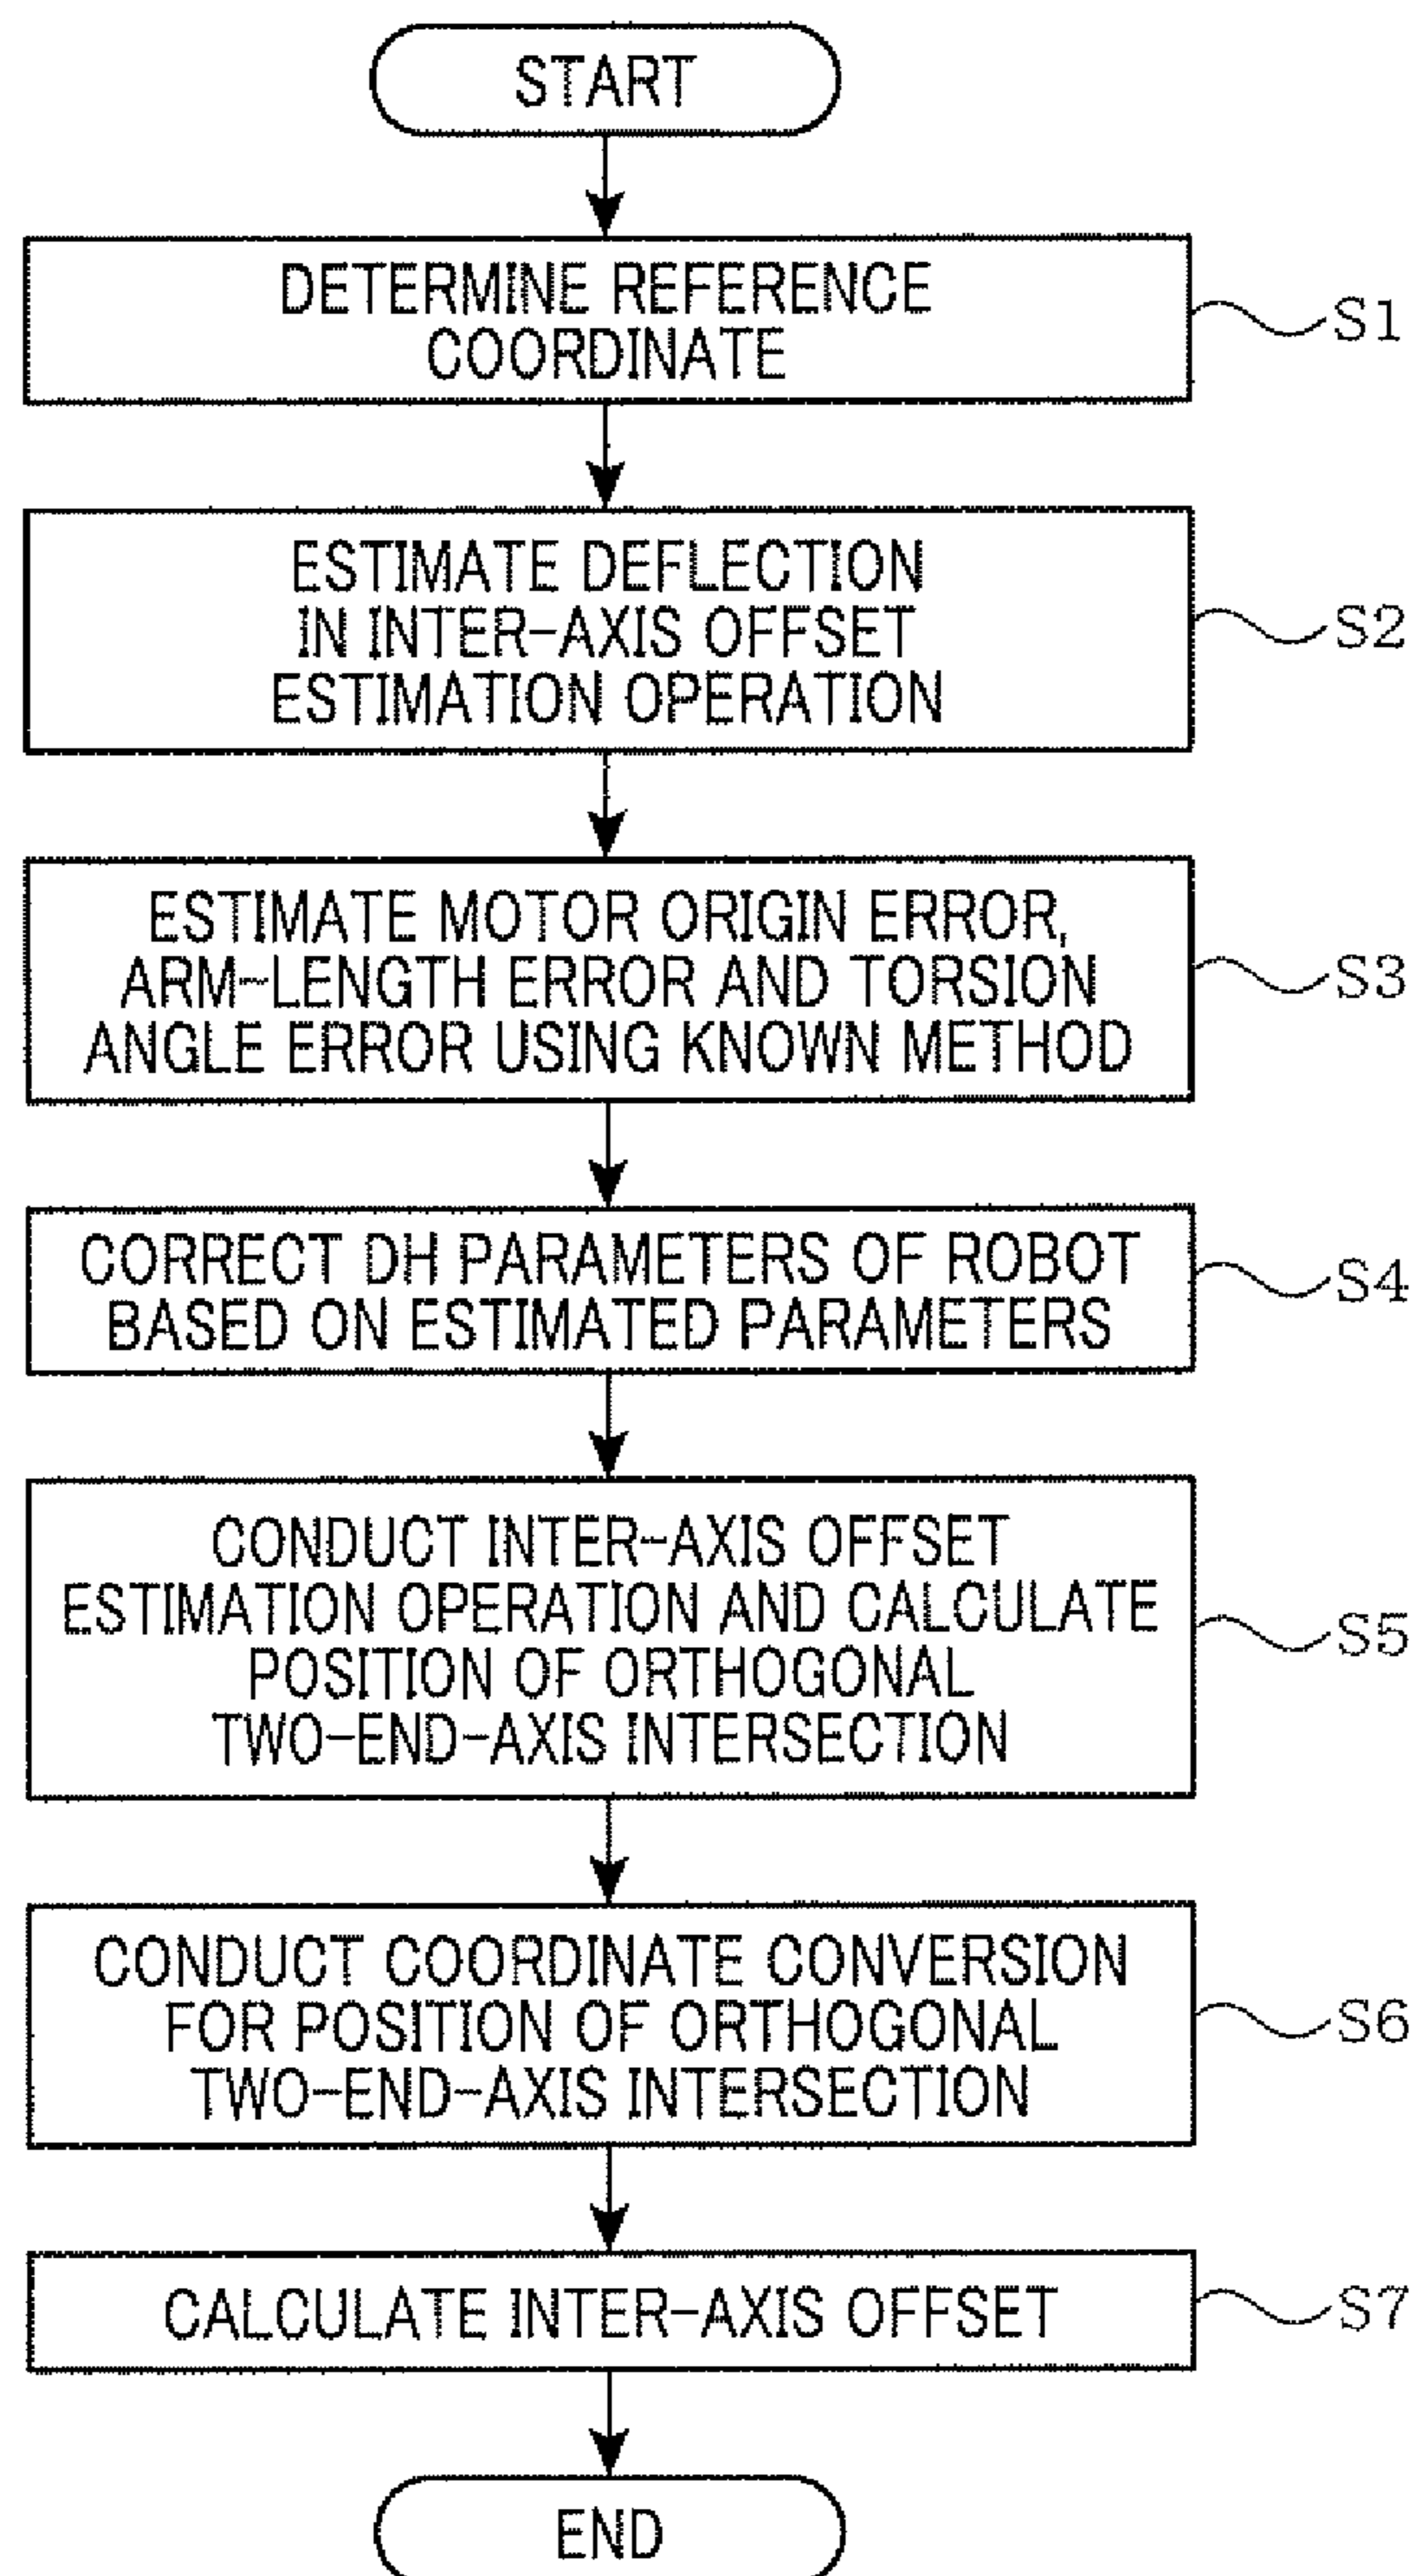 START
DETERMINE REFERENCE
COORDINATE
S1
ESTIMATE DEFLECTION
IN INTER-AXIS OFFSET
ESTIMATION OPERATION
S2
ESTIMATE MOTOR ORIGIN ERROR,
ARM-LENGTH ERROR AND TORSION
ANGLE ERROR USING KNOWN METHOD
S3
CORRECT DH PARAMETERS OF ROBOT
BASED ON ESTIMATED PARAMETERS
S4
CONDUCT INTER-AXIS OFFSET
ESTIMATION OPERATION AND CALCULATE
POSITION OF ORTHOGONAL
TWO-END-AXIS INTERSECTION
S5
CONDUCT COORDINATE CONVERSION
FOR POSITION OF ORTHOGONAL
TWO-END-AXIS INTERSECTION
S6
CALCULATE INTER-AXIS OFFSET
S7
END